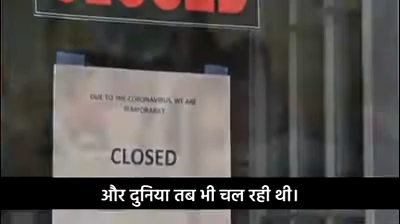 CLOSED
DUE TO THE CORONAVIRUS, WE ARE
TEMPORARILY
CLOSED
और दुनिया तब भी चल रही थी।